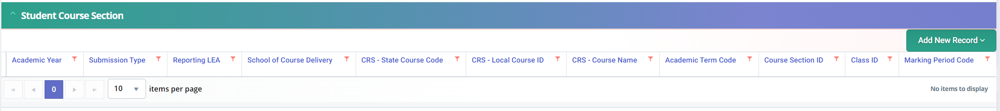 Student Course Section
Add New Record
Academic Year Submission Type Reporting LEA School of Course Delivery CRS - State Course Code CRS - Local Course ID CRS - Course Name Academic Term Code Course Section ID Class ID Marking Period Code
0 10 items per page No items to display